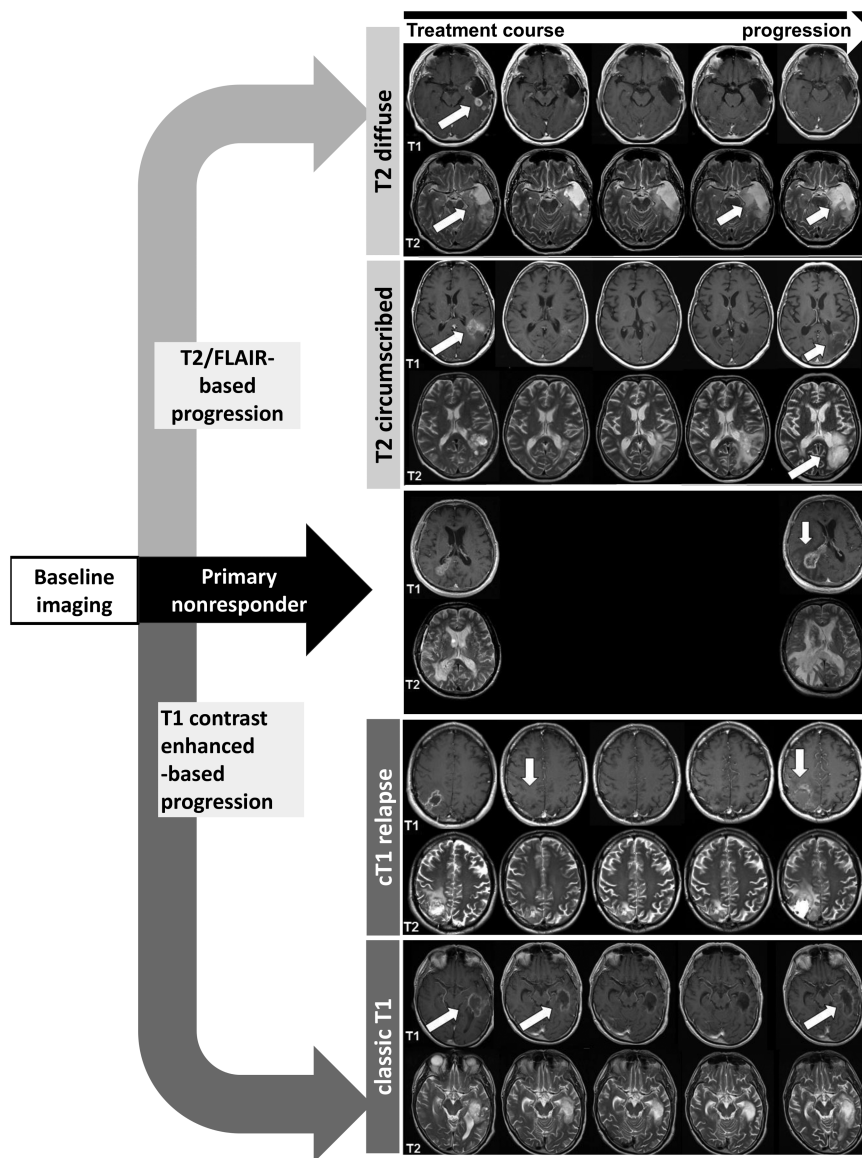 Treatment course progression
T2 diffuse
T1
T2
T2 circumscribed
T1
T2
T2/FLAIR-
based
progression
Baseline
imaging
Primary
nonresponder
T1
T2
T1 contrast
enhanced
-based
progression
cT1 relapse
T1
T2
classic T1
T1
T2